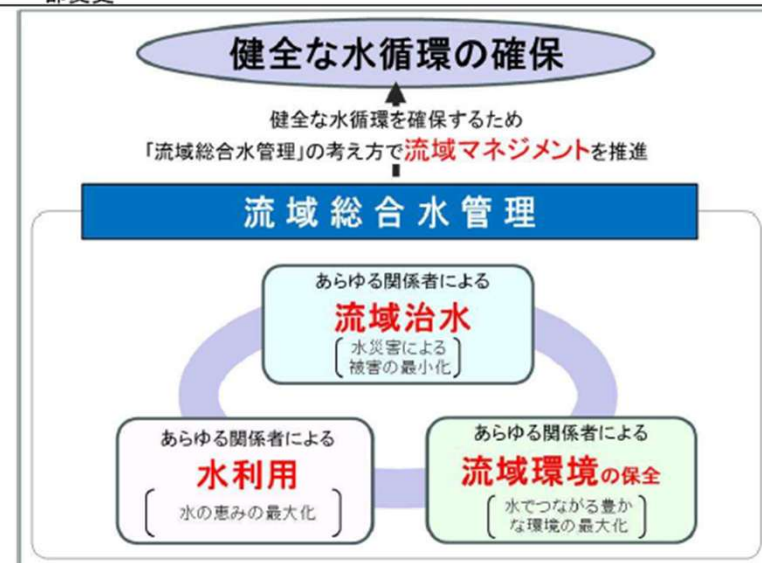 健全な水循環の確保
健全な水循環を確保するため
「流域総合水管理」の考え方で流域マネジメントを推進
流域総合水管理
あらゆる関係者による
流域治水
水災害による
被害の最小化
あらゆる関係者による
水利用
水の恵みの最大化
あらゆる関係者による
流域環境の保全
水でつながる豊か
な環境の最大化